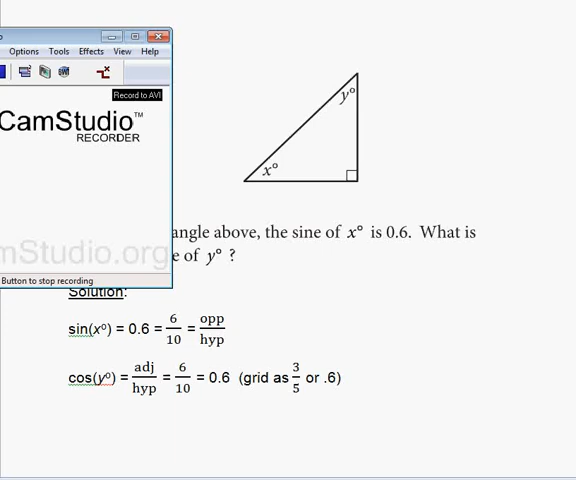 Options Tools Effects View Help
Record to AVI
CamStudio™
RECORDER
mStudio.org
Button to stop recording
y°
x°
angle above, the sine of x° is 0.6. What is
e of y° ?
Solution:
sin(x°) = 0.6 = 6/10 = opp/hyp
cos(y°) = adj/hyp = 6/10 = 0.6 (grid as 3/5 or .6)